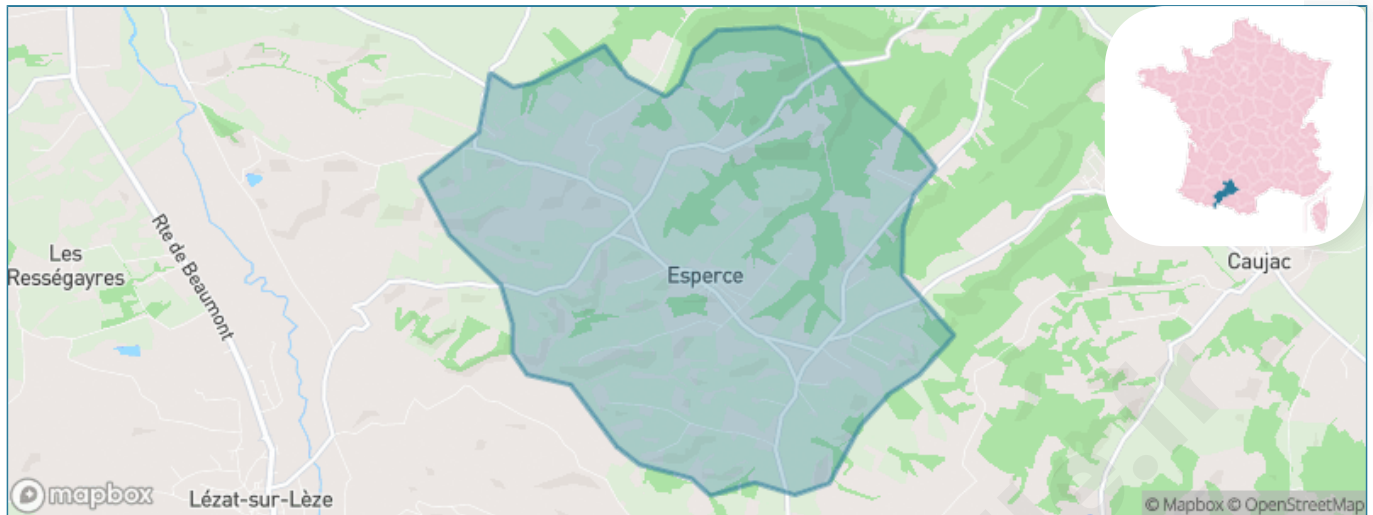 Les
Rességayres
Rte de Beaumont
Esperce
Caujac
Lézat-sur-Lèze
mapbox
© Mapbox © OpenStreetMap